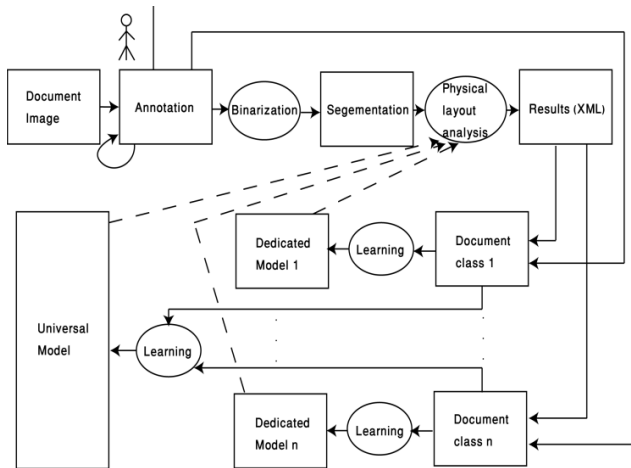 Document
Image
Annotation
Binarization
Segementation
Physical
layout
analysis
Results (XML)
Dedicated
Model 1
Learning
Document
class 1
Universal
Model
Learning
Dedicated
Model n
Learning
Document
class n